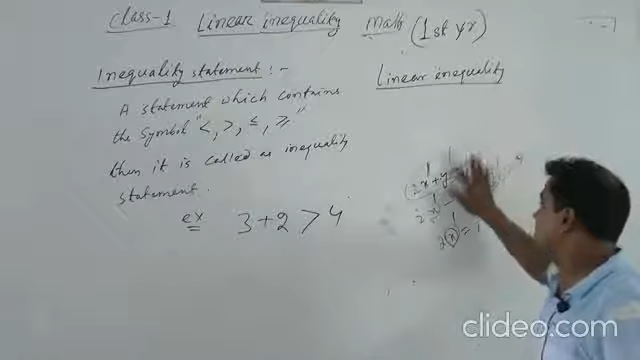 Class-1 Linear inequality Math (1st yr)
Inequality statement :-
A statement which contains
the symbol "<, >, ≤, ≥"
then it is called as inequality
statement.
ex 3+2 > 4
Linear inequality
clideo.com